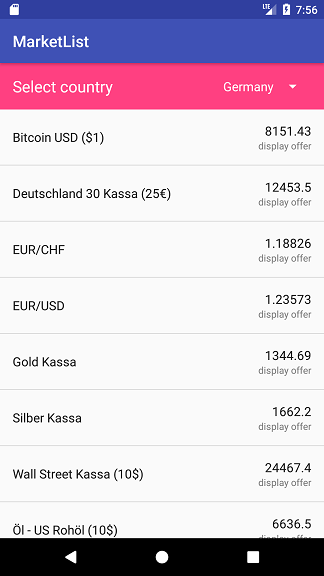 LTE 7:56
MarketList
Select country Germany
Bitcoin USD ($1) 8151.43
display offer
Deutschland 30 Kassa (25€) 12453.5
display offer
EUR/CHF 1.18826
display offer
EUR/USD 1.23573
display offer
Gold Kassa 1344.69
display offer
Silber Kassa 1662.2
display offer
Wall Street Kassa (10$) 24467.4
display offer
Öl - US Rohöl (10$) 6636.5
display offer